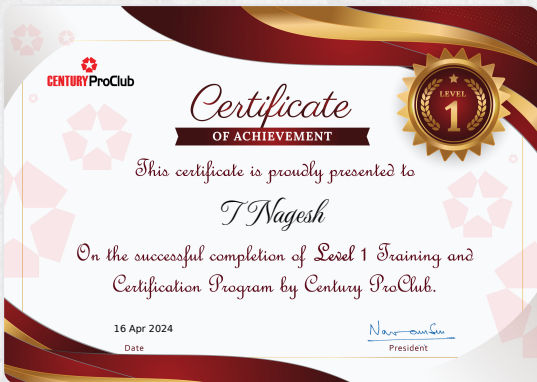 CENTURY ProClub
Certificate
OF ACHIEVEMENT
LEVEL
1
This certificate is proudly presented to
T Nagesh
On the successful completion of Level 1 Training and
Certification Program by Century ProClub.
16 Apr 2024
Date
President